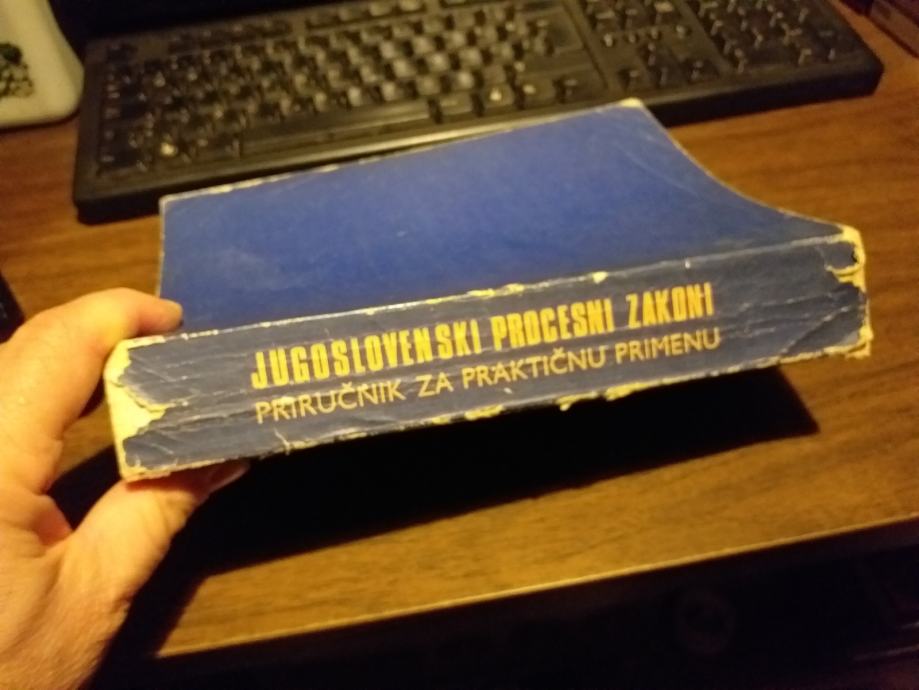 JUGOSLOVENSKI PROCESNI ZAKONI
PRIRUČNIK ZA PRAKTIČNU PRIMENU